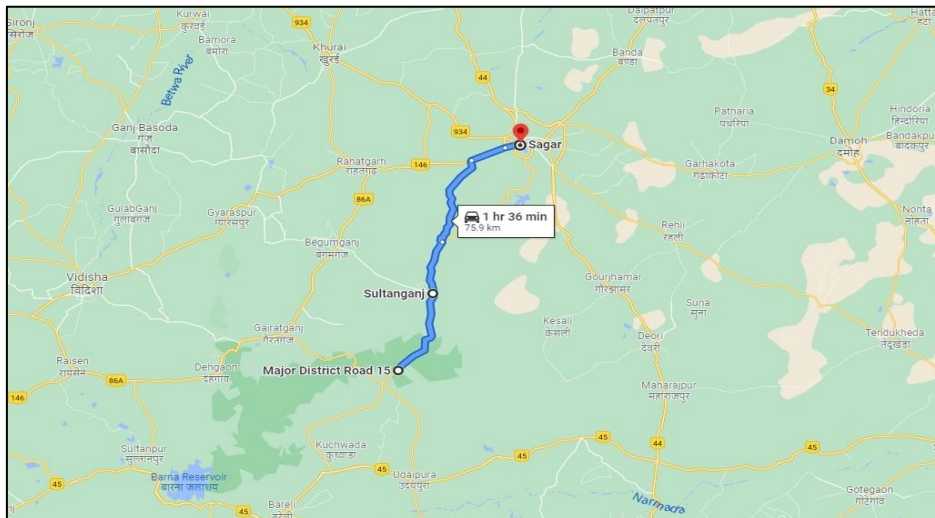 Kurwai
कुरवई
Sironj
सिरोंज
Bamora
बमोरा
934
Khurai
खुरई
44
Dalpatpur
दलपतपुर
Banda
बण्डा
Hatta
हटा
34
Betwa River
Ganj Basoda
गंज
बासौदा
Patharia
पथरिया
Hindoria
हिन्दोरिया
Bandakpur
बांदकपुर
Damoh
दमोह
934
Sagar
Rahatgarh
राहतगढ़
146
Garhakota
गढ़ाकोटा
86A
GulabGanj
गुलाबगंज
Gyaraspur
ग्यारसपुर
1 hr 36 min
75.9 km
Rehli
रहली
Nohta
नोहता
Begumganj
बेगमगंज
Vidisha
विदिशा
Sultanganj
Gourjhamar
गौरझामर
Suna
सुना
Kesali
केसली
Deori
देवरी
Tendukheda
तेंदूखेड़ा
Gairatganj
गैरतगंज
Raisen
रायसेन
Dehgaon
देहगांव
86A
146
Major District Road 15
Maharajpur
महाराजपुर
45
44
45
Sultanpur
सुल्तानपुर
Kuchwada
कुच्वाडा
45
45
45
Barna Reservoir
बारना जलाशय
Udaipura
उदयपुरा
Bareli
बरेली
Narmada
Gotegaon
गोटेगांव